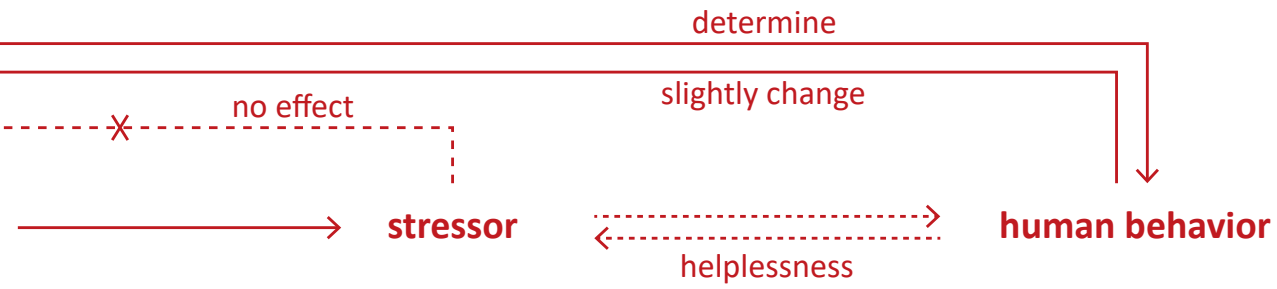 determine
slightly change
no effect
stressor
human behavior
helplessness